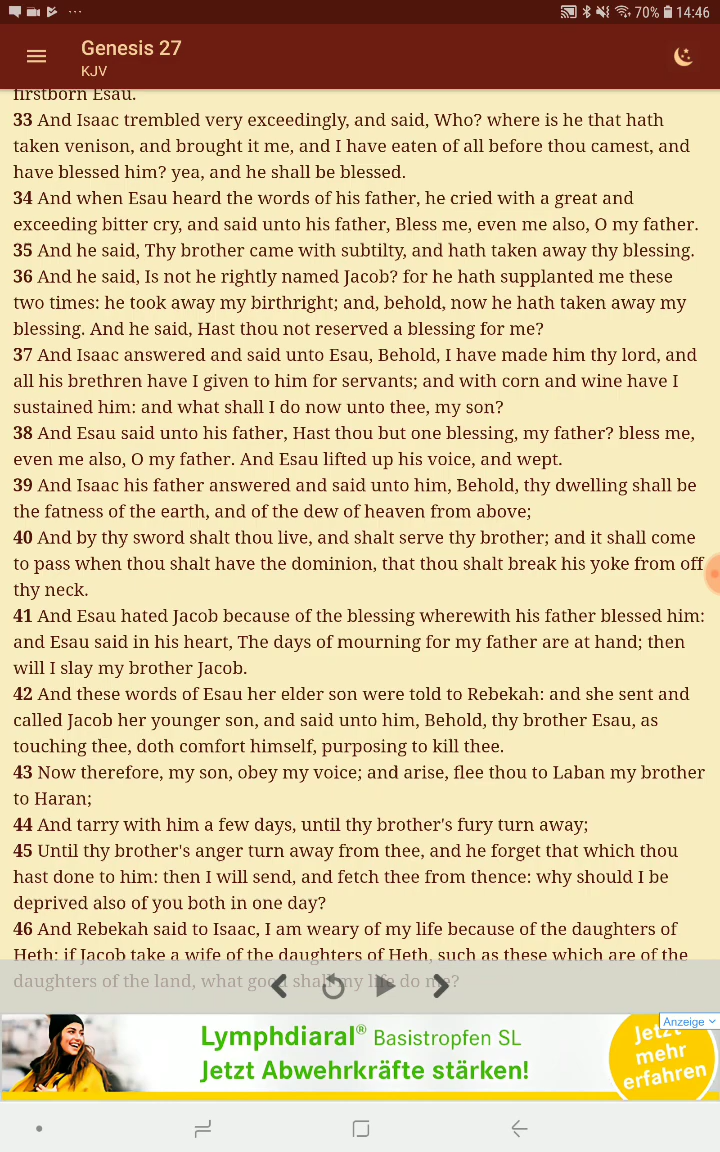 70% 14:46
Genesis 27
KJV
firstborn Esau.
33 And Isaac trembled very exceedingly, and said, Who? where is he that hath
taken venison, and brought it me, and I have eaten of all before thou camest, and
have blessed him? yea, and he shall be blessed.
34 And when Esau heard the words of his father, he cried with a great and
exceeding bitter cry, and said unto his father, Bless me, even me also, O my father.
35 And he said, Thy brother came with subtilty, and hath taken away thy blessing.
36 And he said, Is not he rightly named Jacob? for he hath supplanted me these
two times: he took away my birthright; and, behold, now he hath taken away my
blessing. And he said, Hast thou not reserved a blessing for me?
37 And Isaac answered and said unto Esau, Behold, I have made him thy lord, and
all his brethren have I given to him for servants; and with corn and wine have I
sustained him: and what shall I do now unto thee, my son?
38 And Esau said unto his father, Hast thou but one blessing, my father? bless me,
even me also, O my father. And Esau lifted up his voice, and wept.
39 And Isaac his father answered and said unto him, Behold, thy dwelling shall be
the fatness of the earth, and of the dew of heaven from above;
40 And by thy sword shalt thou live, and shalt serve thy brother; and it shall come
to pass when thou shalt have the dominion, that thou shalt break his yoke from off
thy neck.
41 And Esau hated Jacob because of the blessing wherewith his father blessed him:
and Esau said in his heart, The days of mourning for my father are at hand; then
will I slay my brother Jacob.
42 And these words of Esau her elder son were told to Rebekah: and she sent and
called Jacob her younger son, and said unto him, Behold, thy brother Esau, as
touching thee, doth comfort himself, purposing to kill thee.
43 Now therefore, my son, obey my voice; and arise, flee thou to Laban my brother
to Haran;
44 And tarry with him a few days, until thy brother's fury turn away;
45 Until thy brother's anger turn away from thee, and he forget that which thou
hast done to him: then I will send, and fetch thee from thence: why should I be
deprived also of you both in one day?
46 And Rebekah said to Isaac, I am weary of my life because of the daughters of
Heth: if Jacob take a wife of the daughters of Heth, such as these which are of the
daughters of the land, what good shall my life do me?
Anzeige
Lymphdiaral® Basistropfen SL
Jetzt Abwehrkräfte stärken!
Jetzt
mehr
erfahren